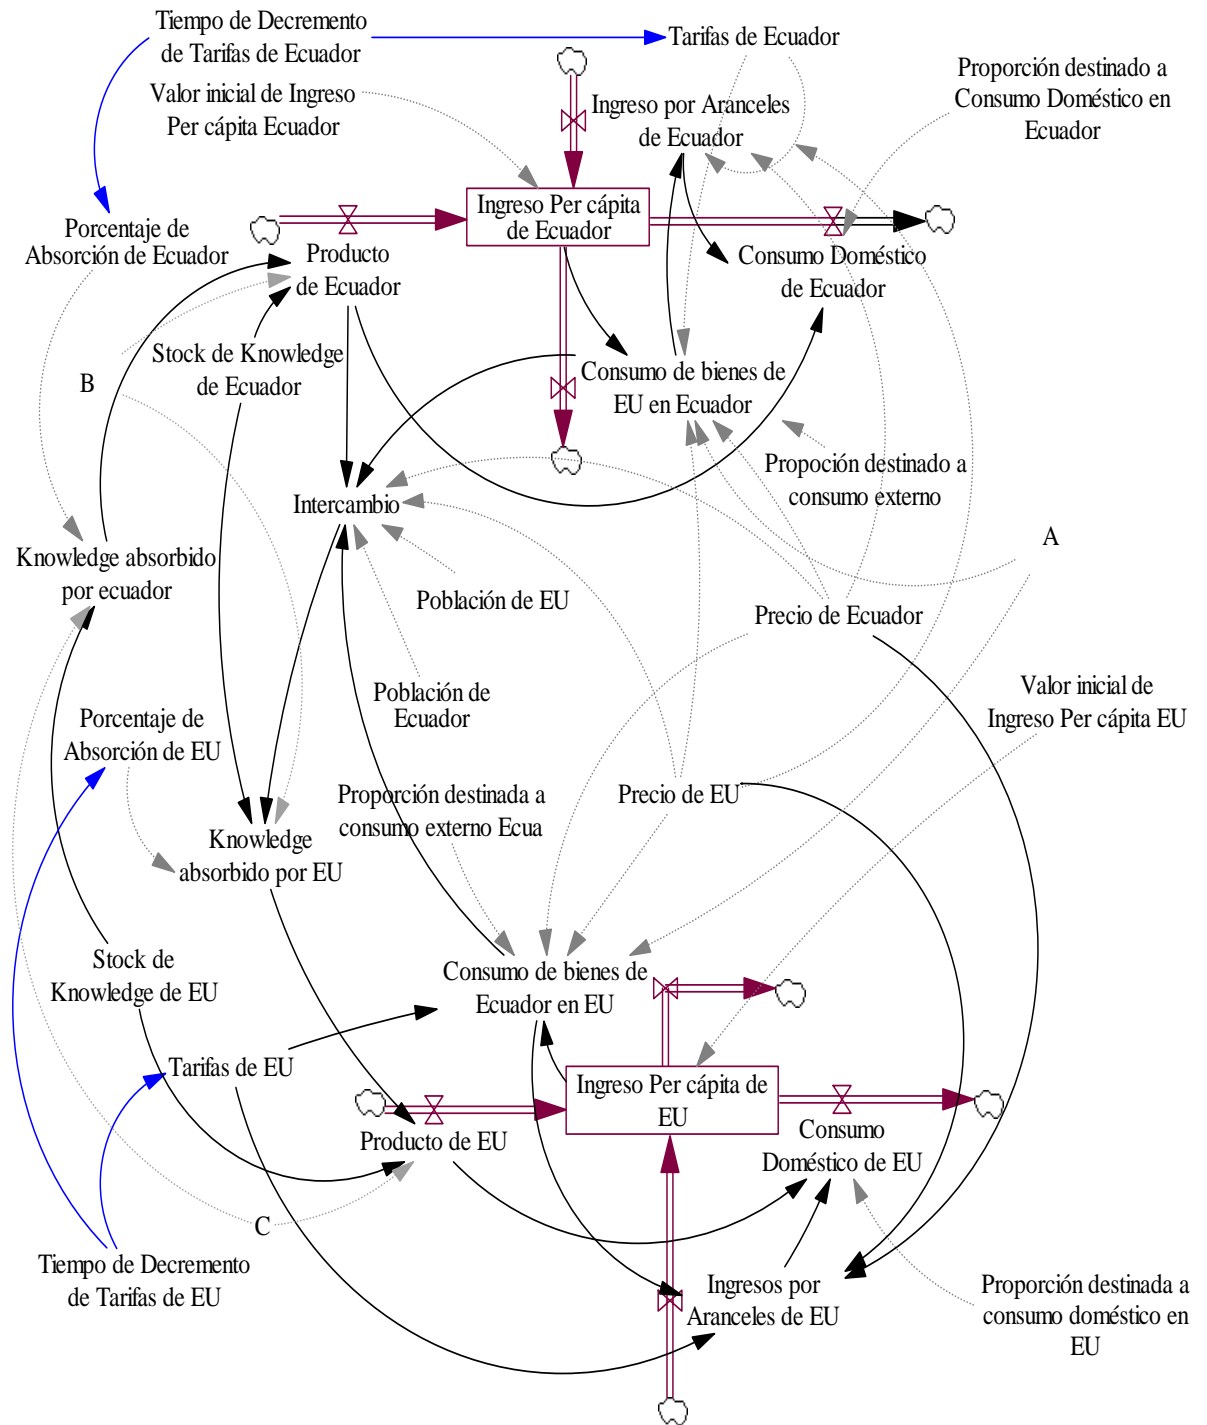 Tiempo de Decremento
de Tarifas de Ecuador
Tarifas de Ecuador
Valor inicial de Ingreso
Per cápita Ecuador
Ingreso por Aranceles
de Ecuador
Proporción destinado a
Consumo Doméstico en
Ecuador
Porcentaje de
Absorción de Ecuador
Ingreso Per cápita
de Ecuador
Producto
de Ecuador
Consumo Doméstico
de Ecuador
Stock de Knowledge
de Ecuador
B
Consumo de bienes de
EU en Ecuador
Propoción destinado a
consumo externo
Intercambio
A
Knowledge absorbido
por ecuador
Población de EU
Precio de Ecuador
Población de
Ecuador
Valor inicial de
Ingreso Per cápita EU
Porcentaje de
Absorción de EU
Proporción destinada a
consumo externo Ecua
Precio de EU
Knowledge
absorbido por EU
Stock de
Knowledge de EU
Consumo de bienes de
Ecuador en EU
Tarifas de EU
Ingreso Per cápita de
EU
Producto de EU
Consumo
Doméstico de EU
C
Tiempo de Decremento
de Tarifas de EU
Ingresos por
Aranceles de EU
Proporción destinada a
consumo doméstico en
EU